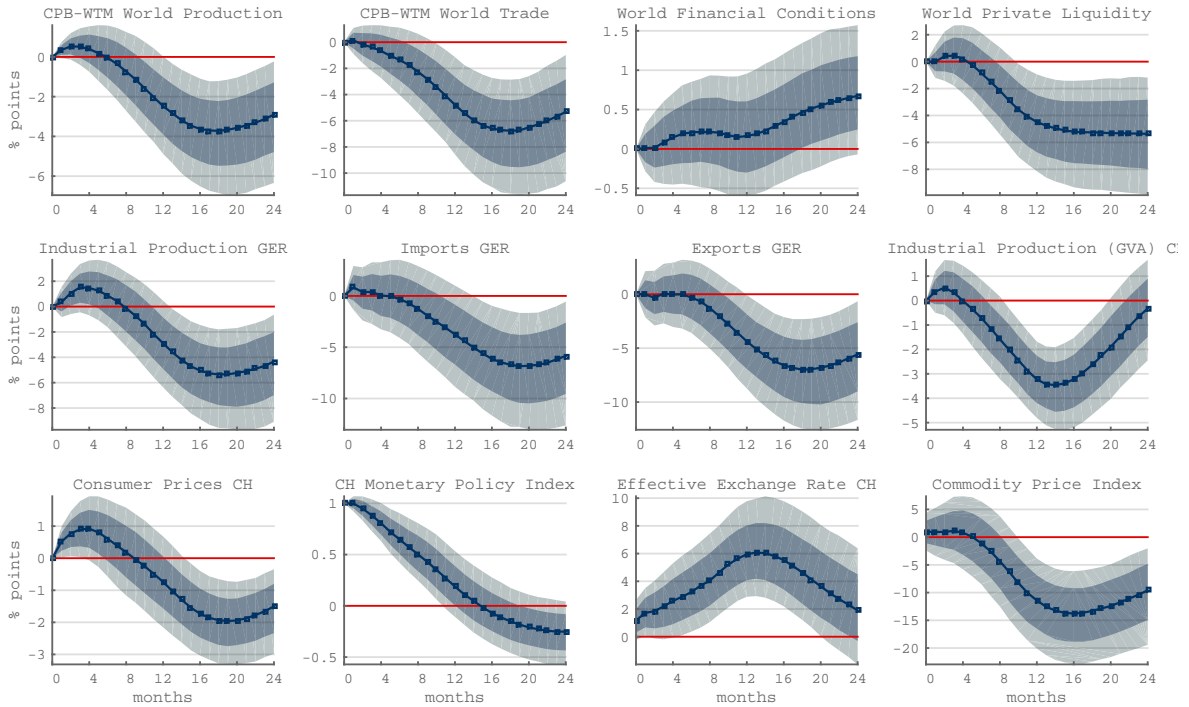 CPB-WTM World Production
CPB-WTM World Trade
World Financial Conditions
World Private Liquidity
% points
0
-2
-4
-6
0 4 8 12 16 20 24
0
-2
-4
-6
-8
-10
0 4 8 12 16 20 24
1.5
1
0.5
0
-0.5
0 4 8 12 16 20 24
2
0
-2
-4
-6
-8
0 4 8 12 16 20 24
Industrial Production GER
Imports GER
Exports GER
Industrial Production (GVA) C
% points
2
0
-2
-4
-6
-8
0 4 8 12 16 20 24
0
-5
-10
0 4 8 12 16 20 24
0
-5
-10
0 4 8 12 16 20 24
1
0
-1
-2
-3
-4
-5
0 4 8 12 16 20 24
Consumer Prices CH
CH Monetary Policy Index
Effective Exchange Rate CH
Commodity Price Index
% points
1
0
-1
-2
-3
0 4 8 12 16 20 24
months
1
0.5
0
-0.5
0 4 8 12 16 20 24
months
10
8
6
4
2
0
0 4 8 12 16 20 24
months
5
0
-5
-10
-15
-20
0 4 8 12 16 20 24
months